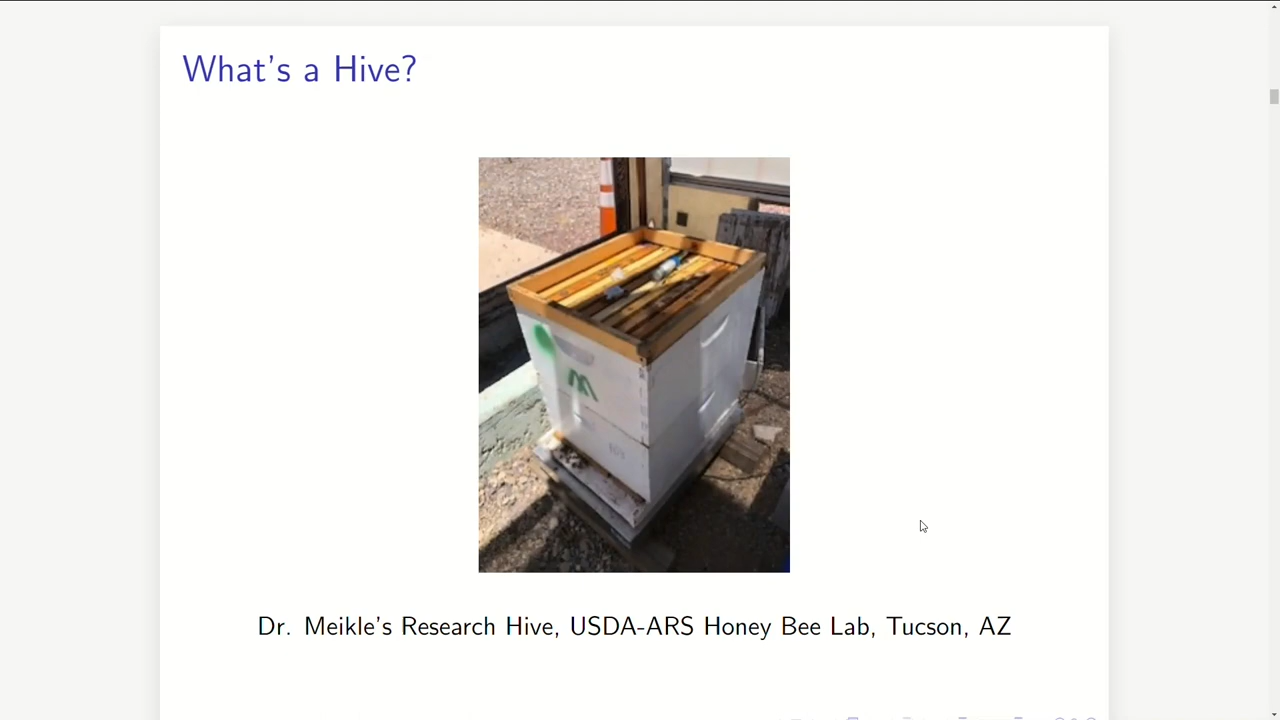 What's a Hive?
M
Dr. Meikle's Research Hive, USDA-ARS Honey Bee Lab, Tucson, AZ